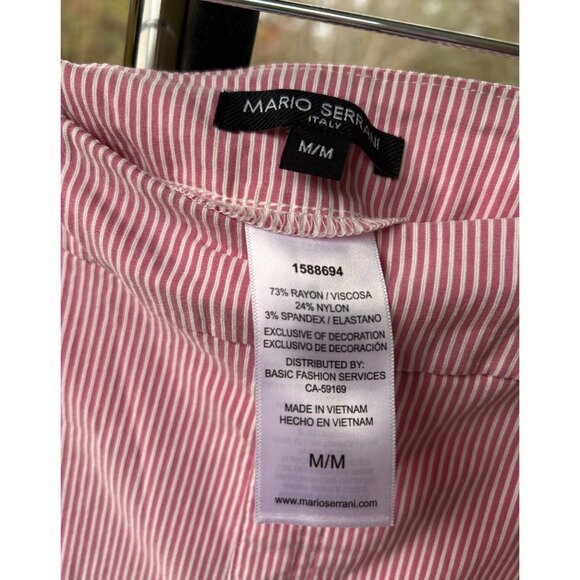 MARIO SERRANI
ITALY
M/M
1588694
73% RAYON / VISCOSA
24% NYLON
3% SPANDEX / ELASTANO
EXCLUSIVE OF DECORATION
EXCLUSIVO DE DECORACIÓN
DISTRIBUTED BY:
BASIC FASHION SERVICES
CA-59169
MADE IN VIETNAM
HECHO EN VIETNAM
M/M
www.marioserrani.com